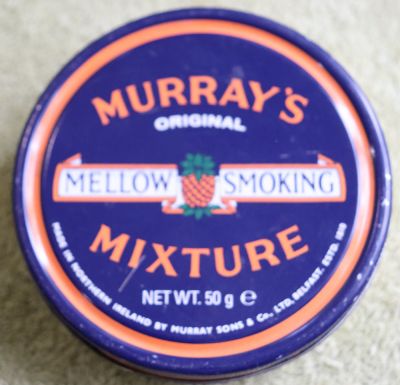 MURRAY'S
ORIGINAL
MELLOW SMOKING
MIXTURE
NET WT. 50 g e
MADE IN NORTHERN IRELAND BY MURRAY SONS & Co., LTD, BELFAST. ESTD.